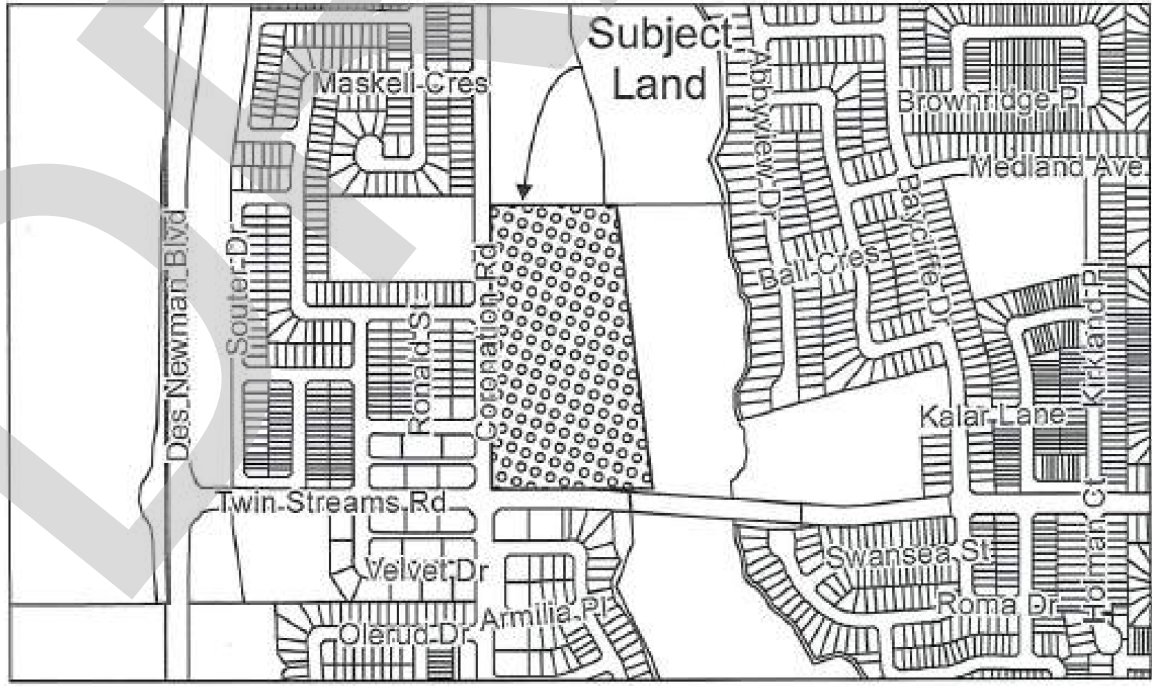 Subject
Land
Maskell Cres
Abbyview Dr
Brownridge Pl
Medland Ave
Baycliffe Dr
Des Newman Blvd
Souter Dr
Ronald St
Coronation Rd
Ball Cres
Kirkland Pl
Kalar Lane
Twin Streams Rd
Holman Ct
Swansea St
Velvet Dr
Roma Dr
Armilia Pl
Olerud Dr